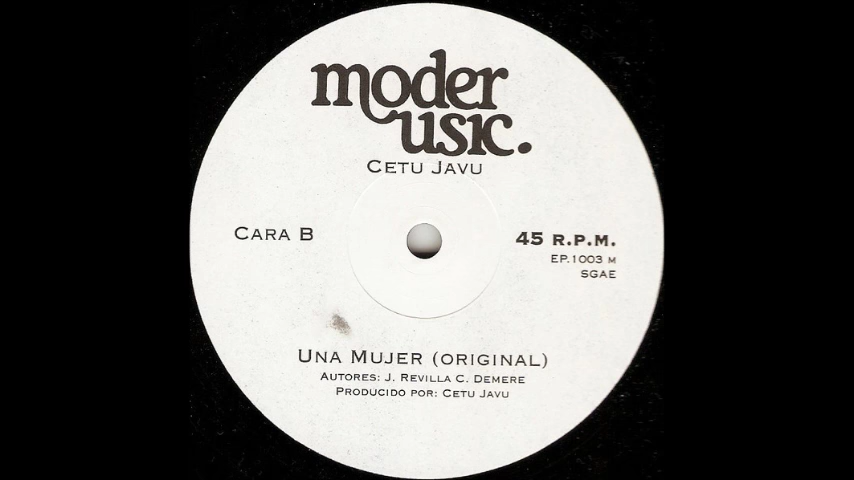 moder
usic.
CETU JAVU
CARA B
45 R.P.M.
EP.1003 M
SGAE
UNA MUJER (ORIGINAL)
AUTORES: J. REVILLA C. DEMERE
PRODUCIDO POR: CETU JAVU